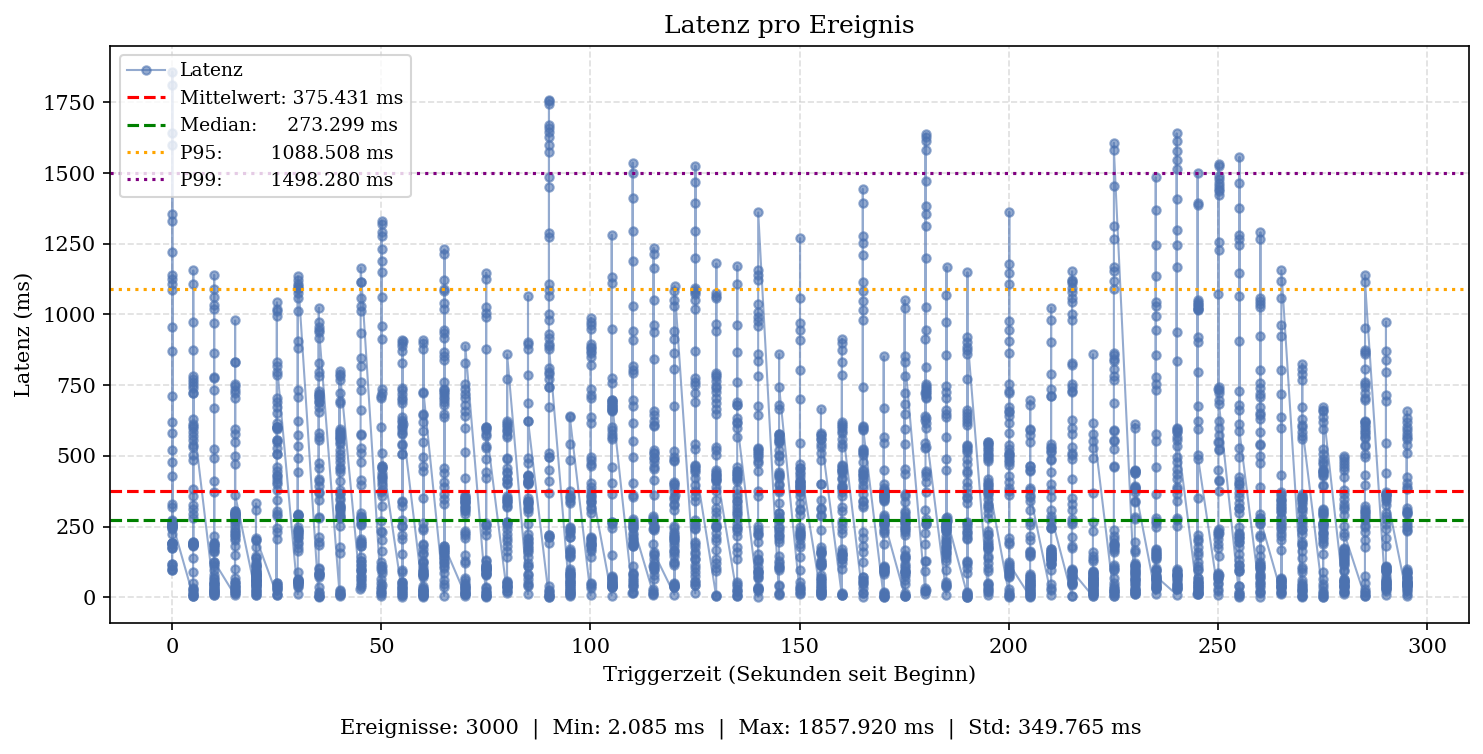 Latenz pro Ereignis
Latenz
Mittelwert: 375.431 ms
Median: 273.299 ms
P95: 1088.508 ms
P99: 1498.280 ms
Latenz (ms)
1750
1500
1250
1000
750
500
250
0
0 50 100 150 200 250 300
Triggerzeit (Sekunden seit Beginn)
Ereignisse: 3000 | Min: 2.085 ms | Max: 1857.920 ms | Std: 349.765 ms